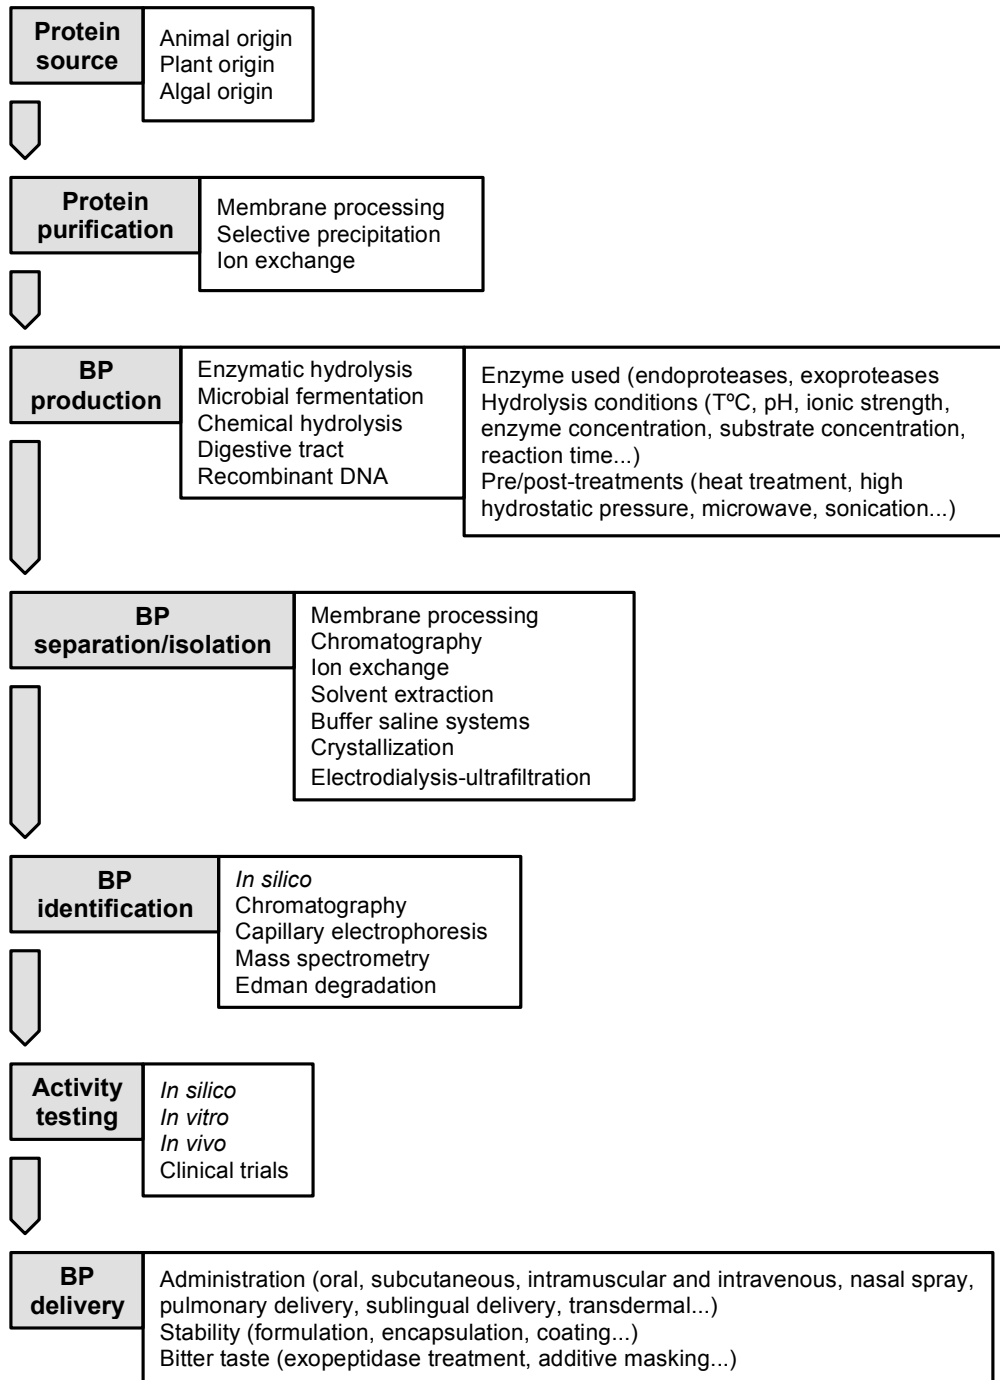 Protein
source
Animal origin
Plant origin
Algal origin
Protein
purification
Membrane processing
Selective precipitation
Ion exchange
BP
production
Enzymatic hydrolysis
Microbial fermentation
Chemical hydrolysis
Digestive tract
Recombinant DNA
Enzyme used (endoproteases, exoproteases
Hydrolysis conditions (TºC, pH, ionic strength,
enzyme concentration, substrate concentration,
reaction time...)
Pre/post-treatments (heat treatment, high
hydrostatic pressure, microwave, sonication...)
BP
separation/isolation
Membrane processing
Chromatography
Ion exchange
Solvent extraction
Buffer saline systems
Crystallization
Electrodialysis-ultrafiltration
BP
identification
In silico
Chromatography
Capillary electrophoresis
Mass spectrometry
Edman degradation
Activity
testing
In silico
In vitro
In vivo
Clinical trials
BP
delivery
Administration (oral, subcutaneous, intramuscular and intravenous, nasal spray,
pulmonary delivery, sublingual delivery, transdermal...)
Stability (formulation, encapsulation, coating...)
Bitter taste (exopeptidase treatment, additive masking...)